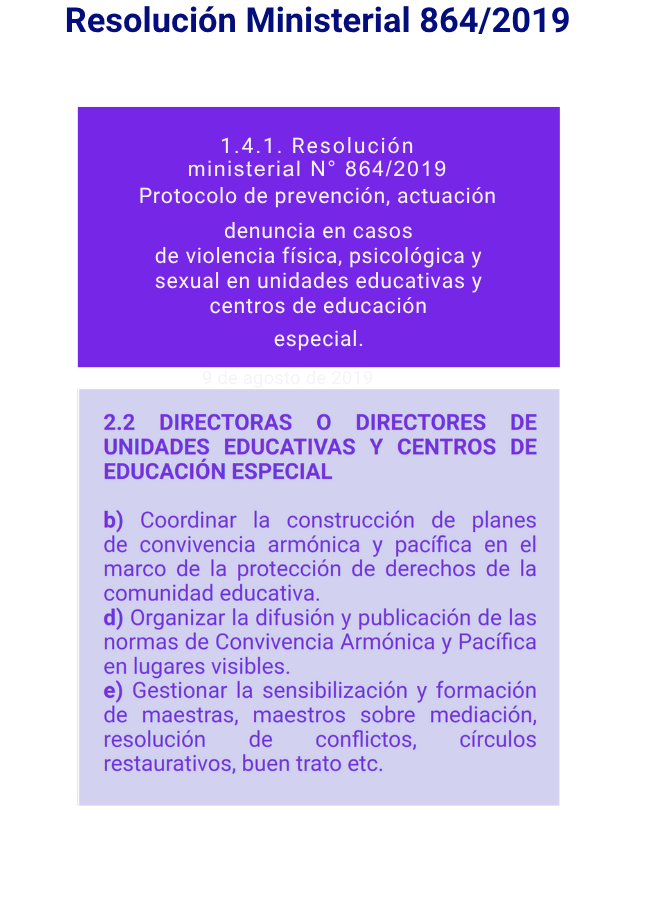 Resolución Ministerial 864/2019
1.4.1. Resolución
ministerial N° 864/2019
Protocolo de prevención, actuación
denuncia en casos
de violencia física, psicológica y
sexual en unidades educativas y
centros de educación
especial.
9 de agosto de 2019
2.2 DIRECTORAS O DIRECTORES DE
UNIDADES EDUCATIVAS Y CENTROS DE
EDUCACIÓN ESPECIAL
b) Coordinar la construcción de planes
de convivencia armónica y pacífica en el
marco de la protección de derechos de la
comunidad educativa.
d) Organizar la difusión y publicación de las
normas de Convivencia Armónica y Pacífica
en lugares visibles.
e) Gestionar la sensibilización y formación
de maestras, maestros sobre mediación,
resolución de conflictos, círculos
restaurativos, buen trato etc.